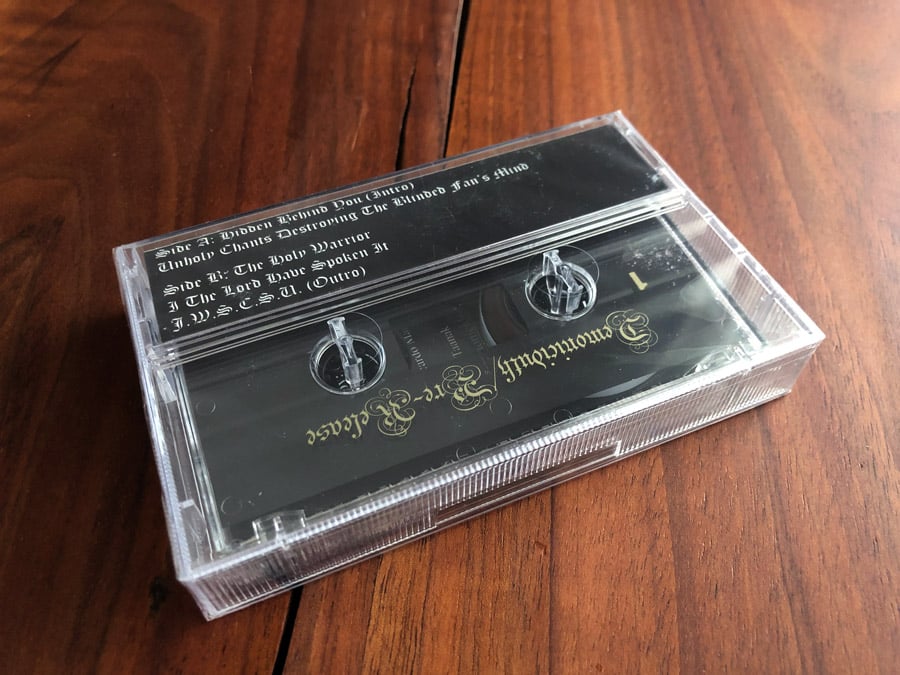 Side A: Hidden Behind You (Intro)
Unholy Chants Destroying The Blinded Fan's Mind
Side B: The Holy Warrior
I The Lord Have Spoken It
J.W.S.C.S.U. (Outro)
1
Demoniciduth/Pre-Release